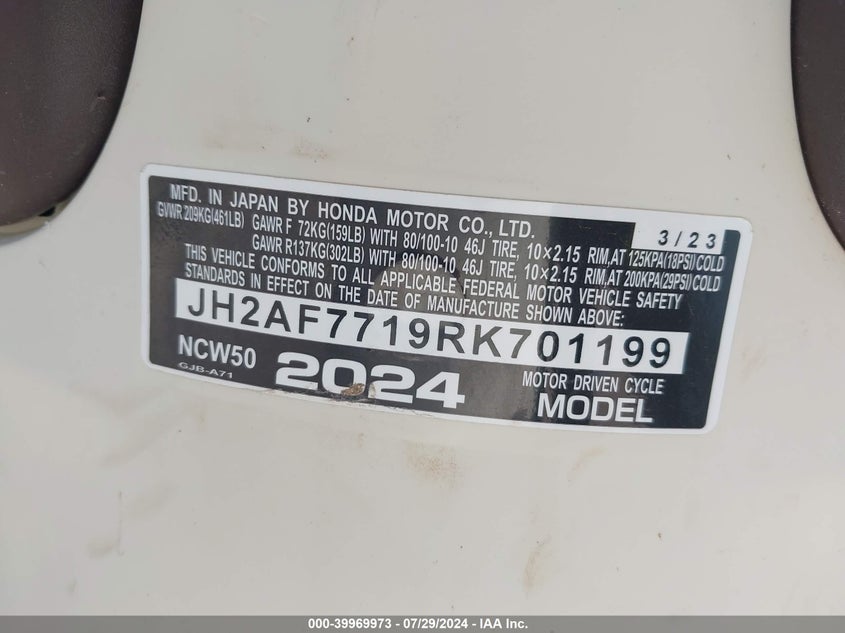 MFD. IN JAPAN BY HONDA MOTOR CO., LTD. 3/23
GVWR 209KG(461LB) GAWR F 72KG(159LB) WITH 80/100-10 46J TIRE, 10×2.15 RIM,AT 125KPA(18PSI)COLD
GAWR R137KG(302LB) WITH 80/100-10 46J TIRE, 10×2.15 RIM,AT 200KPA(29PSI)COLD
THIS VEHICLE CONFORMS TO ALL APPLICABLE FEDERAL MOTOR VEHICLE SAFETY
STANDARDS IN EFFECT ON THE DATE OF MANUFACTURE SHOWN ABOVE:
JH2AF7719RK701199
NCW50 2024 MOTOR DRIVEN CYCLE
GJB-A71 MODEL
000-39969973 / 07/29/2024 - IAA Inc.